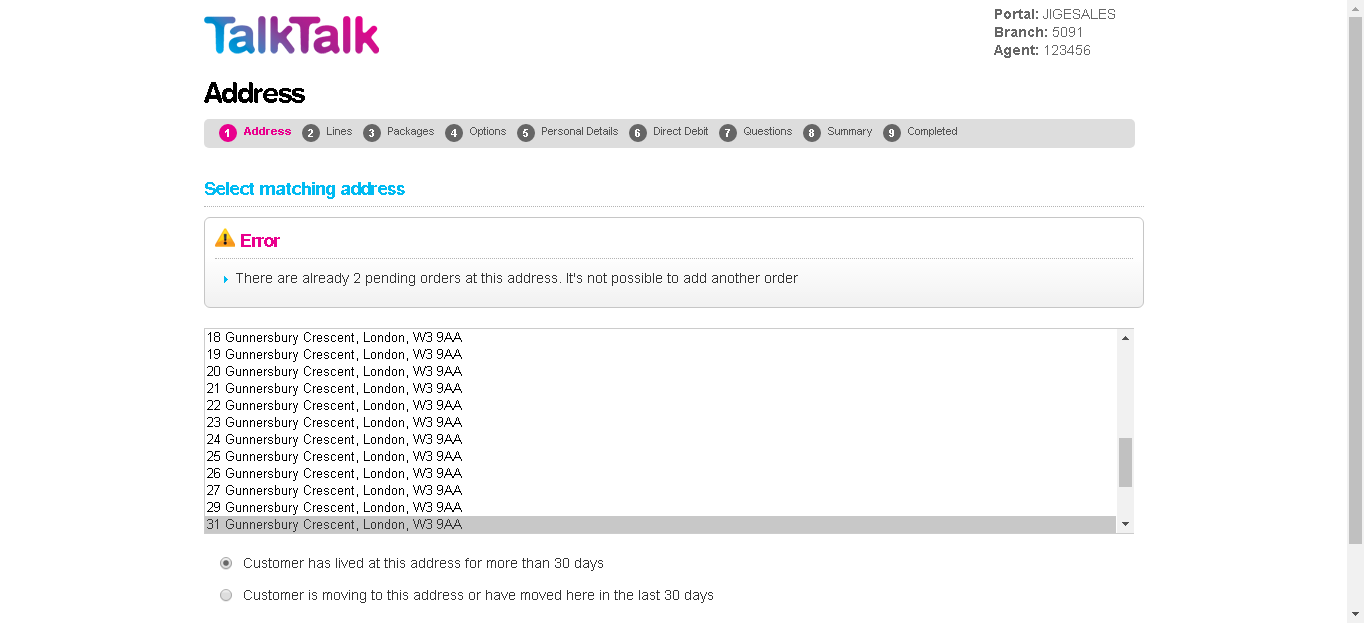 TalkTalk
Portal: JIGESALES
Branch: 5091
Agent: 123456
Address
1 Address 2 Lines 3 Packages 4 Options 5 Personal Details 6 Direct Debit 7 Questions 8 Summary 9 Completed
Select matching address
Error
There are already 2 pending orders at this address. It's not possible to add another order
18 Gunnersbury Crescent, London, W3 9AA
19 Gunnersbury Crescent, London, W3 9AA
20 Gunnersbury Crescent, London, W3 9AA
21 Gunnersbury Crescent, London, W3 9AA
22 Gunnersbury Crescent, London, W3 9AA
23 Gunnersbury Crescent, London, W3 9AA
24 Gunnersbury Crescent, London, W3 9AA
25 Gunnersbury Crescent, London, W3 9AA
26 Gunnersbury Crescent, London, W3 9AA
27 Gunnersbury Crescent, London, W3 9AA
29 Gunnersbury Crescent, London, W3 9AA
31 Gunnersbury Crescent, London, W3 9AA
Customer has lived at this address for more than 30 days
Customer is moving to this address or have moved here in the last 30 days